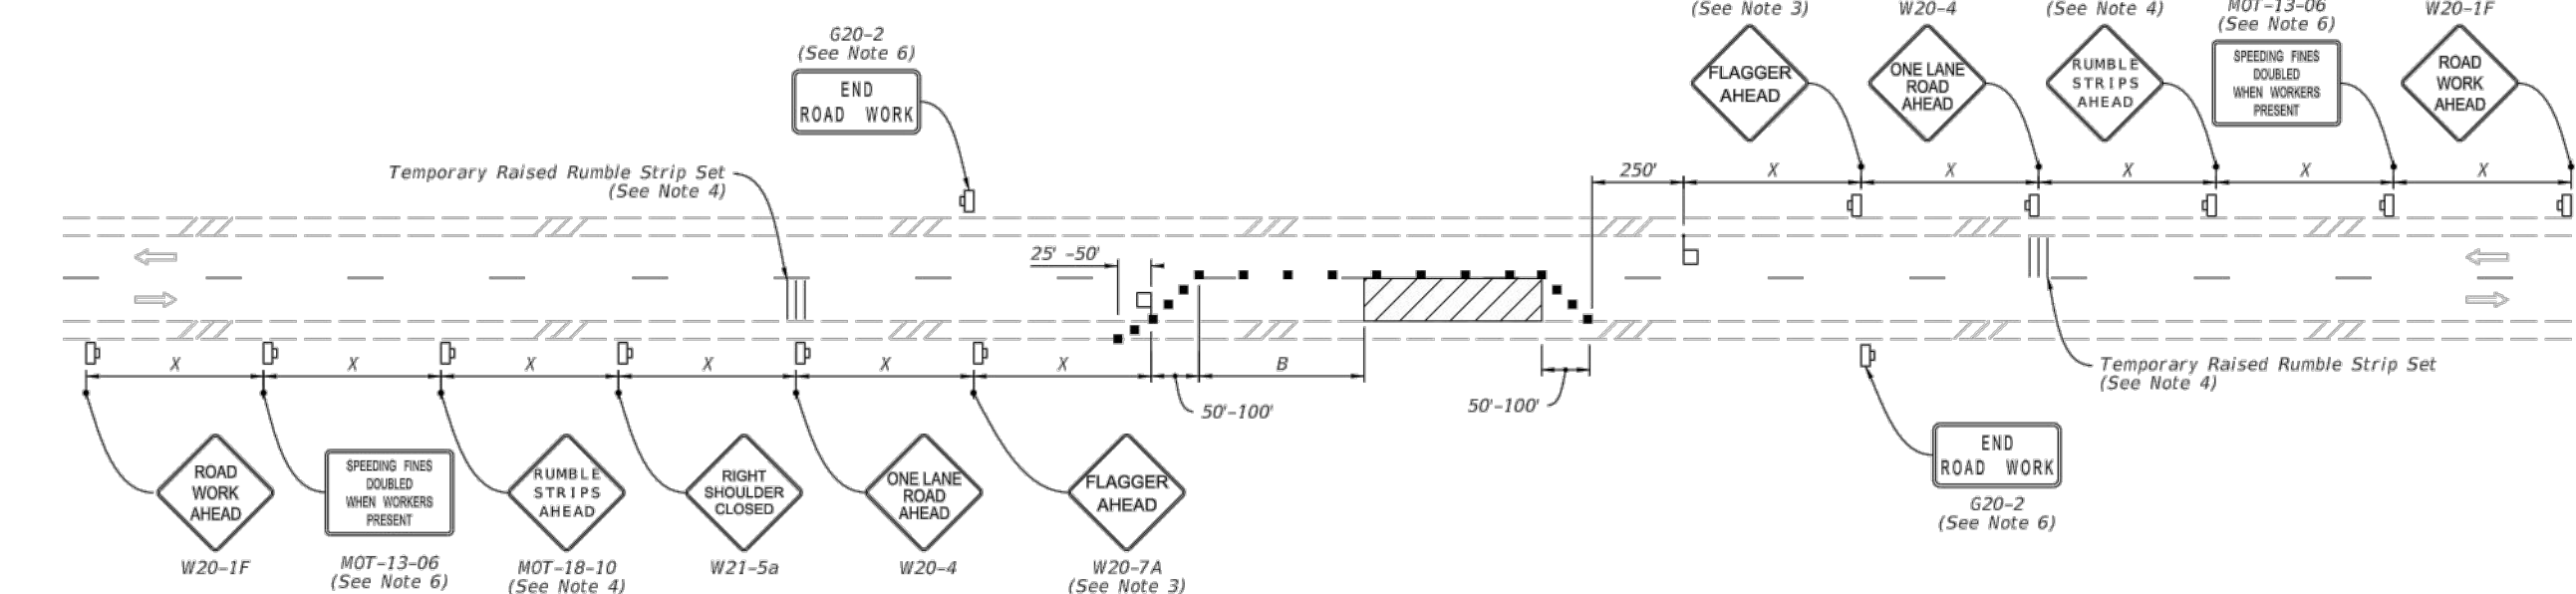 (See Note 3)
W20-4
(See Note 4)
MOT-13-06
(See Note 6)
W20-1F
FLAGGER
AHEAD
ONE LANE
ROAD
AHEAD
RUMBLE
STRIPS
AHEAD
SPEEDING FINES
DOUBLED
WHEN WORKERS
PRESENT
ROAD
WORK
AHEAD
G20-2
(See Note 6)
END
ROAD WORK
Temporary Raised Rumble Strip Set
(See Note 4)
250'
X
X
X
X
X
25' -50'
X
X
X
X
X
X
B
50'-100'
50'-100'
Temporary Raised Rumble Strip Set
(See Note 4)
ROAD
WORK
AHEAD
W20-1F
SPEEDING FINES
DOUBLED
WHEN WORKERS
PRESENT
MOT-13-06
(See Note 6)
RUMBLE
STRIPS
AHEAD
MOT-18-10
(See Note 4)
RIGHT
SHOULDER
CLOSED
W21-5a
ONE LANE
ROAD
AHEAD
W20-4
FLAGGER
AHEAD
W20-7A
(See Note 3)
END
ROAD WORK
G20-2
(See Note 6)